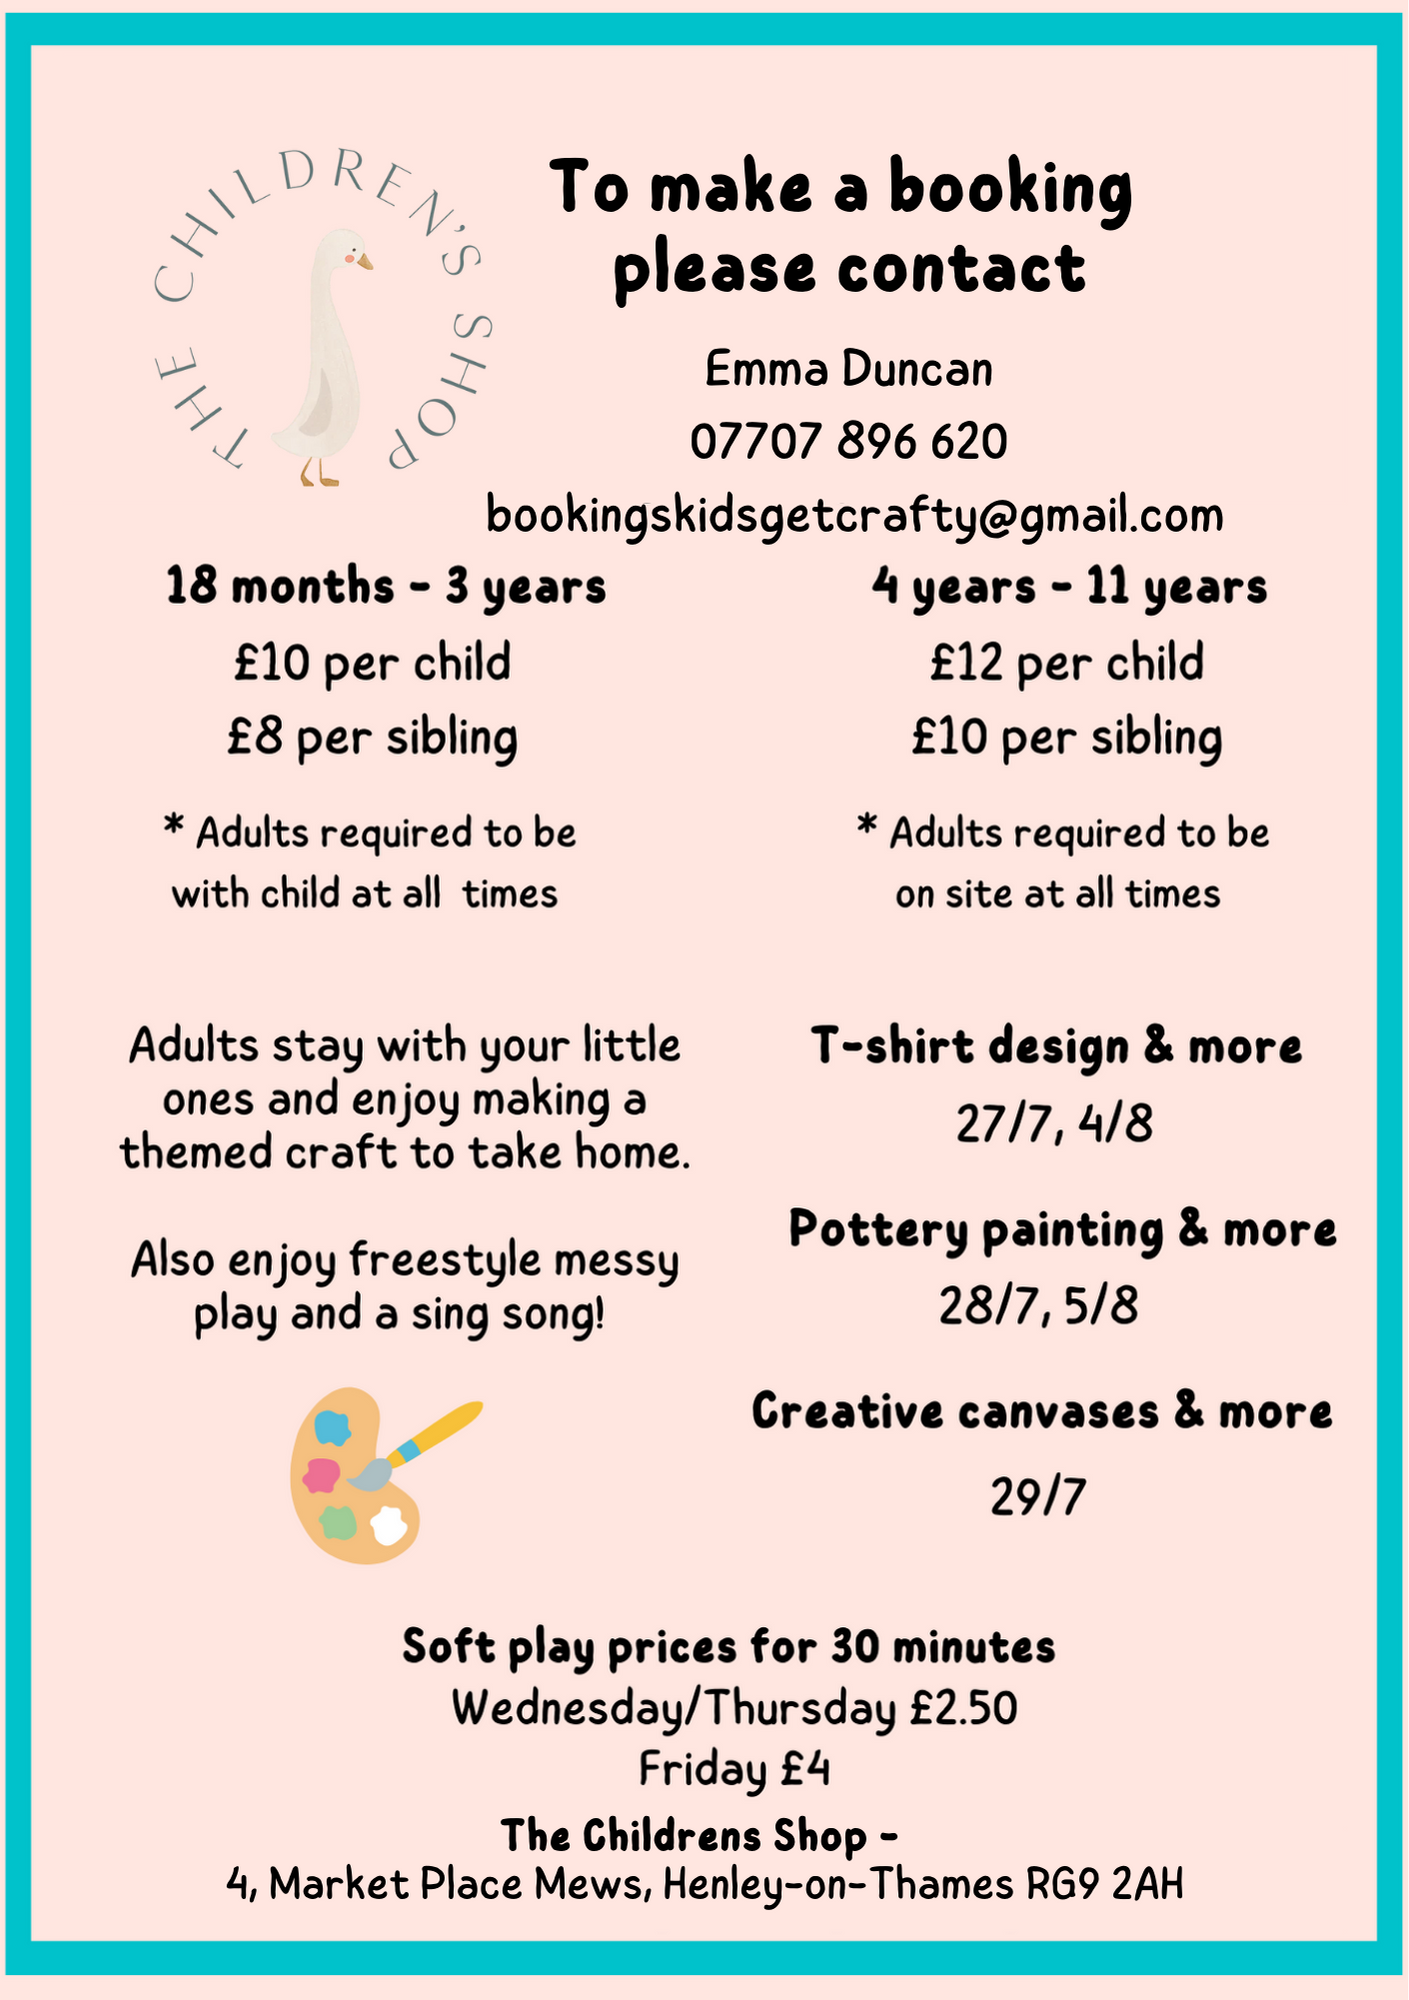 THE CHILDREN'S SHOP
To make a booking
please contact
Emma Duncan
07707 896 620
bookingskidsgetcrafty@gmail.com
18 months - 3 years
£10 per child
£8 per sibling
* Adults required to be
with child at all times
4 years - 11 years
£12 per child
£10 per sibling
* Adults required to be
on site at all times
Adults stay with your little
ones and enjoy making a
themed craft to take home.
Also enjoy freestyle messy
play and a sing song!
T-shirt design & more
27/7, 4/8
Pottery painting & more
28/7, 5/8
Creative canvases & more
29/7
Soft play prices for 30 minutes
Wednesday/Thursday £2.50
Friday £4
The Childrens Shop -
4, Market Place Mews, Henley-on-Thames RG9 2AH